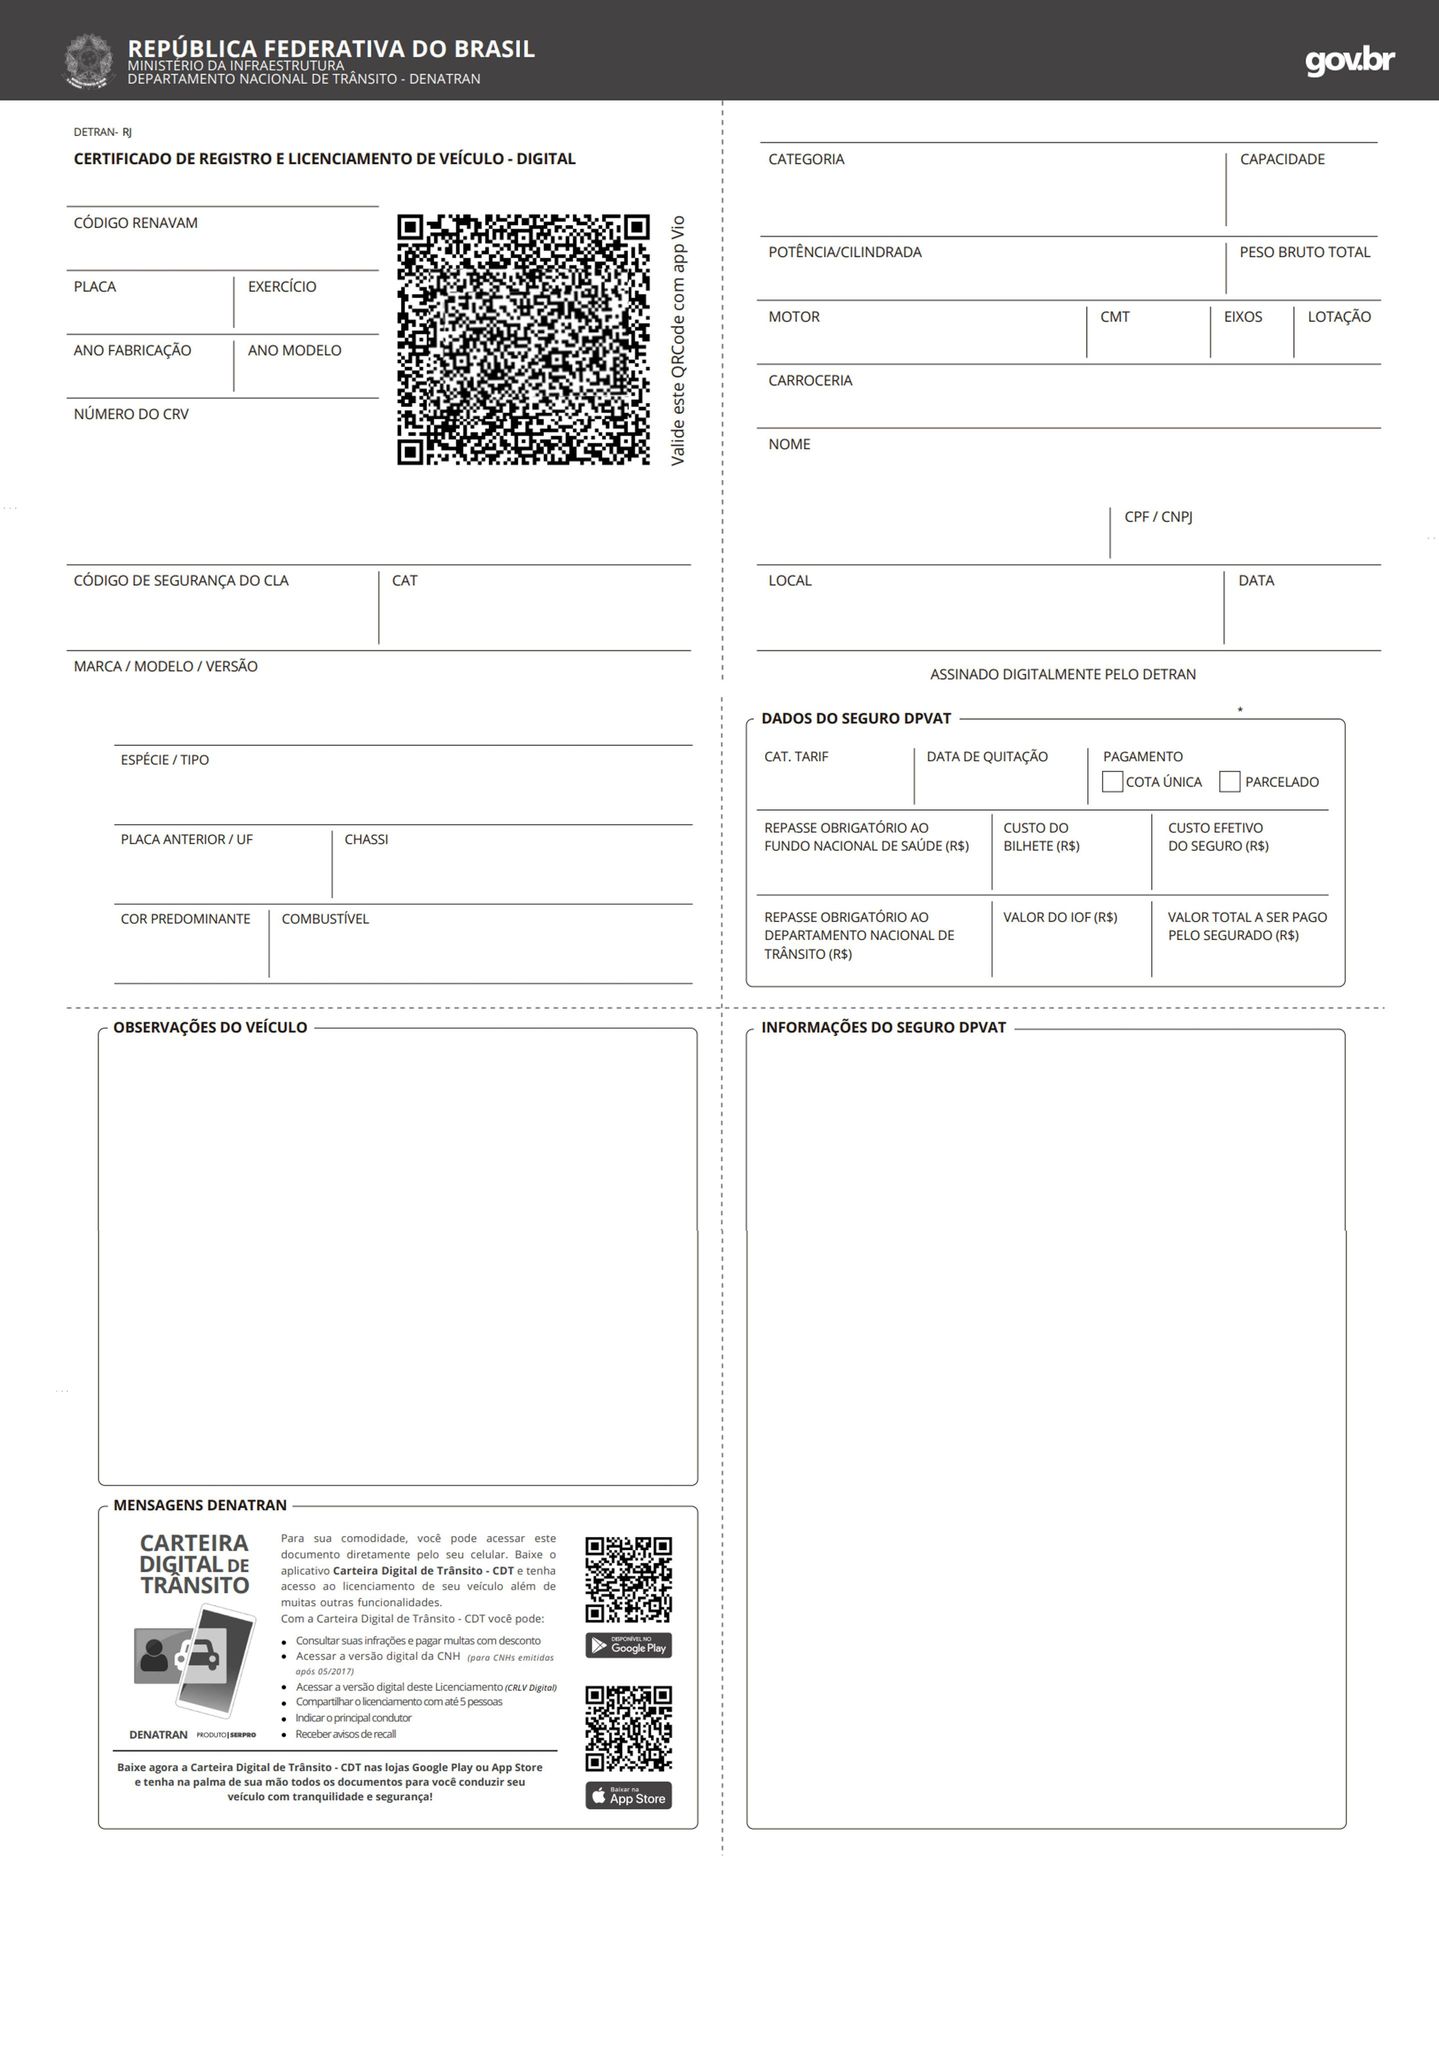 REPÚBLICA FEDERATIVA DO BRASIL
MINISTÉRIO DA INFRAESTRUTURA
DEPARTAMENTO NACIONAL DE TRÂNSITO - DENATRAN
gov.br
DETRAN- RJ
CERTIFICADO DE REGISTRO E LICENCIAMENTO DE VEÍCULO - DIGITAL
CÓDIGO RENAVAM
PLACA
EXERCÍCIO
ANO FABRICAÇÃO
ANO MODELO
NÚMERO DO CRV
Valide este QRCode com app Vio
CÓDIGO DE SEGURANÇA DO CLA
CAT
MARCA / MODELO / VERSÃO
ESPÉCIE / TIPO
PLACA ANTERIOR / UF
CHASSI
COR PREDOMINANTE
COMBUSTÍVEL
CATEGORIA
CAPACIDADE
POTÊNCIA/CILINDRADA
PESO BRUTO TOTAL
MOTOR
CMT
EIXOS
LOTAÇÃO
CARROCERIA
NOME
CPF / CNPJ
LOCAL
DATA
ASSINADO DIGITALMENTE PELO DETRAN
*
DADOS DO SEGURO DPVAT
CAT. TARIF
DATA DE QUITAÇÃO
PAGAMENTO
COTA ÚNICA
PARCELADO
REPASSE OBRIGATÓRIO AO
FUNDO NACIONAL DE SAÚDE (R$)
CUSTO DO
BILHETE (R$)
CUSTO EFETIVO
DO SEGURO (R$)
REPASSE OBRIGATÓRIO AO
DEPARTAMENTO NACIONAL DE
TRÂNSITO (R$)
VALOR DO IOF (R$)
VALOR TOTAL A SER PAGO
PELO SEGURADO (R$)
OBSERVAÇÕES DO VEÍCULO
INFORMAÇÕES DO SEGURO DPVAT
MENSAGENS DENATRAN
CARTEIRA
DIGITAL DE
TRÂNSITO
DENATRAN PRODUTO|SERPRO
Para sua comodidade, você pode acessar este
documento diretamente pelo seu celular. Baixe o
aplicativo Carteira Digital de Trânsito - CDT e tenha
acesso ao licenciamento de seu veículo além de
muitas outras funcionalidades.
Com a Carteira Digital de Trânsito - CDT você pode:
• Consultar suas infrações e pagar multas com desconto
• Acessar a versão digital da CNH (para CNHs emitidas
após 05/2017)
• Acessar a versão digital deste Licenciamento (CRLV Digital)
• Compartilhar o licenciamento com até 5 pessoas
• Indicar o principal condutor
• Receber avisos de recall
DISPONÍVEL NO
Google Play
Baixar na
App Store
Baixe agora a Carteira Digital de Trânsito - CDT nas lojas Google Play ou App Store
e tenha na palma de sua mão todos os documentos para você conduzir seu
veículo com tranquilidade e segurança!